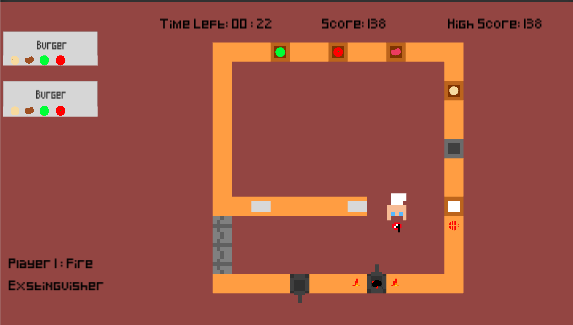 Time Left: 00:22 Score: 138 High Score: 138
Burger
Burger
Player 1: Fire
Exstinguisher